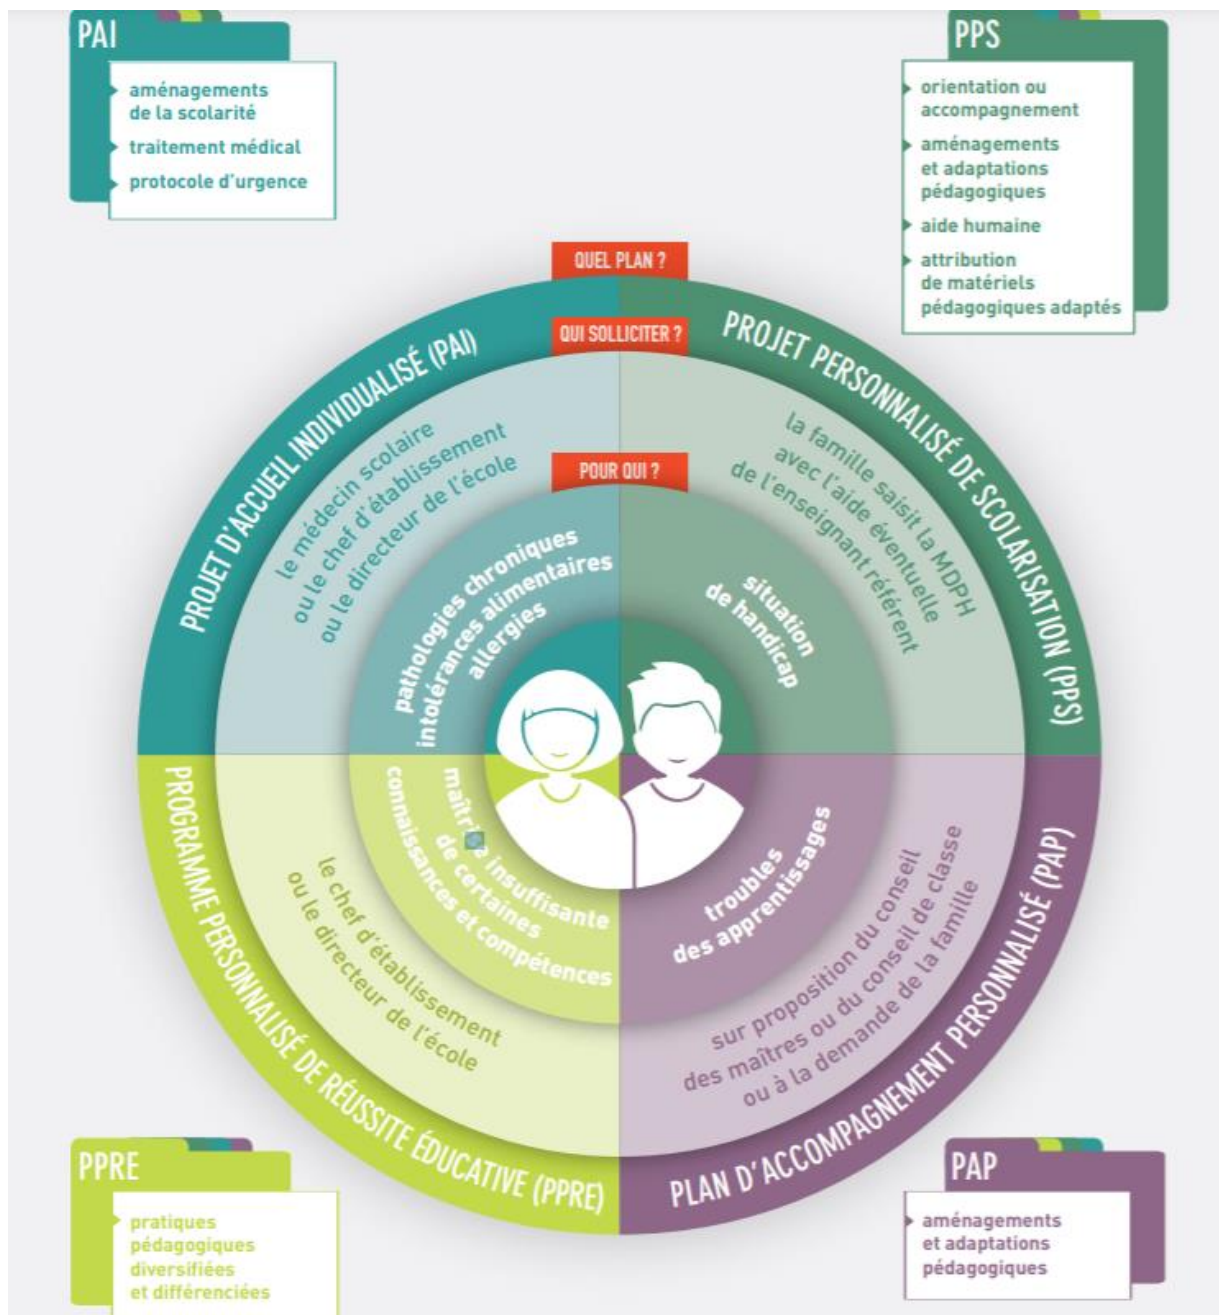 PAI
aménagements
de la scolarité
traitement médical
protocole d'urgence
PPS
orientation ou
accompagnement
aménagements
et adaptations
pédagogiques
aide humaine
attribution
de matériels
pédagogiques adaptés
QUEL PLAN ?
QUI SOLLICITER ?
POUR QUI ?
PROJET D'ACCUEIL INDIVIDUALISÉ (PAI)
le médecin scolaire
ou le chef d'établissement
ou le directeur de l'école
pathologies chroniques
intolérances alimentaires
allergies
PROJET PERSONNALISÉ DE SCOLARISATION (PPS)
la famille saisit la MDPH
avec l'aide éventuelle
de l'enseignant référent
situation
de handicap
PROGRAMME PERSONNALISÉ DE RÉUSSITE ÉDUCATIVE (PPRE)
le chef d'établissement
ou le directeur de l'école
maîtrise insuffisante
de certaines
connaissances et compétences
PLAN D'ACCOMPAGNEMENT PERSONNALISÉ (PAP)
sur proposition du conseil
des maîtres ou du conseil de classe
ou à la demande de la famille
troubles
des apprentissages
PPRE
pratiques
pédagogiques
diversifiées
et différenciées
PAP
aménagements
et adaptations
pédagogiques